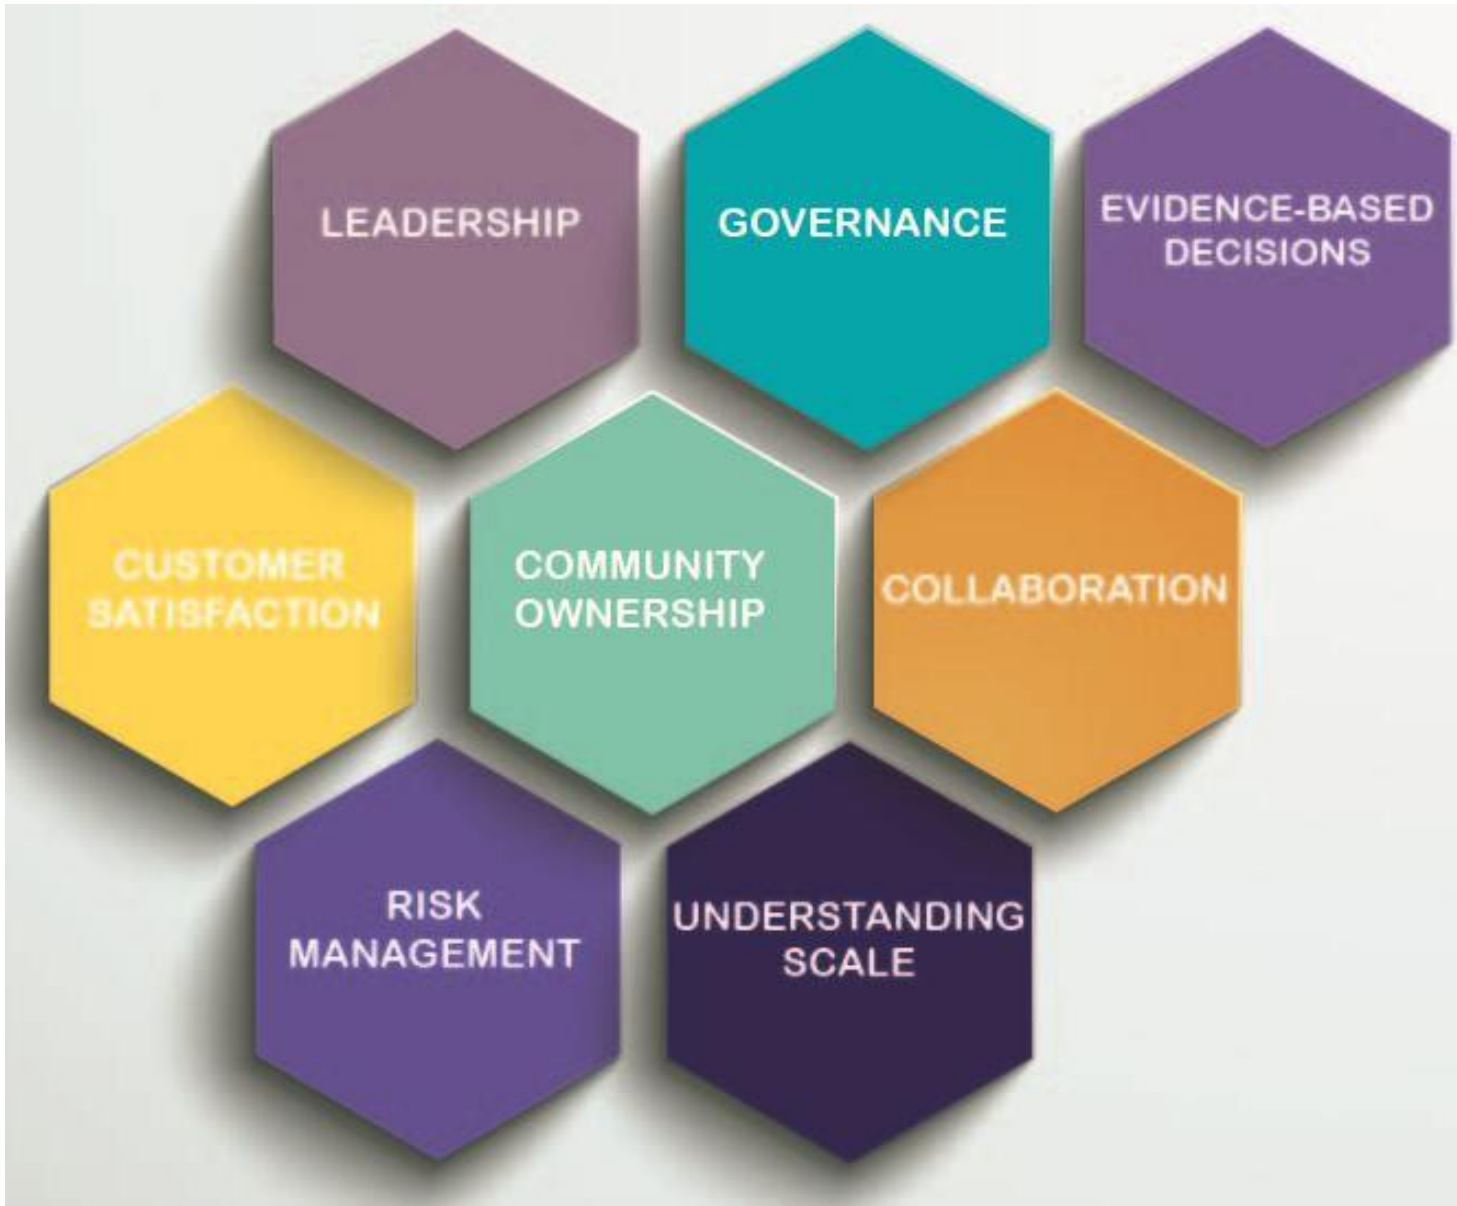 LEADERSHIP
GOVERNANCE
EVIDENCE-BASED
DECISIONS
CUSTOMER
SATISFACTION
COMMUNITY
OWNERSHIP
COLLABORATION
RISK
MANAGEMENT
UNDERSTANDING
SCALE